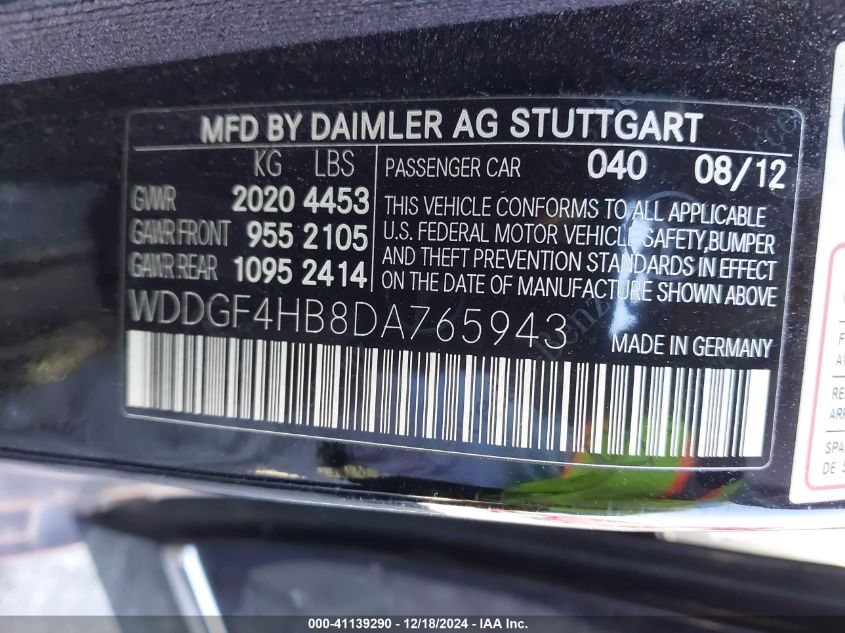 MFD BY DAIMLER AG STUTTGART
KG LBS
GVWR 2020 4453
GAWR FRONT 955 2105
GAWR REAR 1095 2414
PASSENGER CAR 040 08/12
THIS VEHICLE CONFORMS TO ALL APPLICABLE
U.S. FEDERAL MOTOR VEHICLE SAFETY, BUMPER
AND THEFT PREVENTION STANDARDS IN EFFECT
ON THE DATE OF MANUFACTURE
WDDGF4HB8DA765943
MADE IN GERMANY
000-41139290 - 12/18/2024 - IAA Inc.